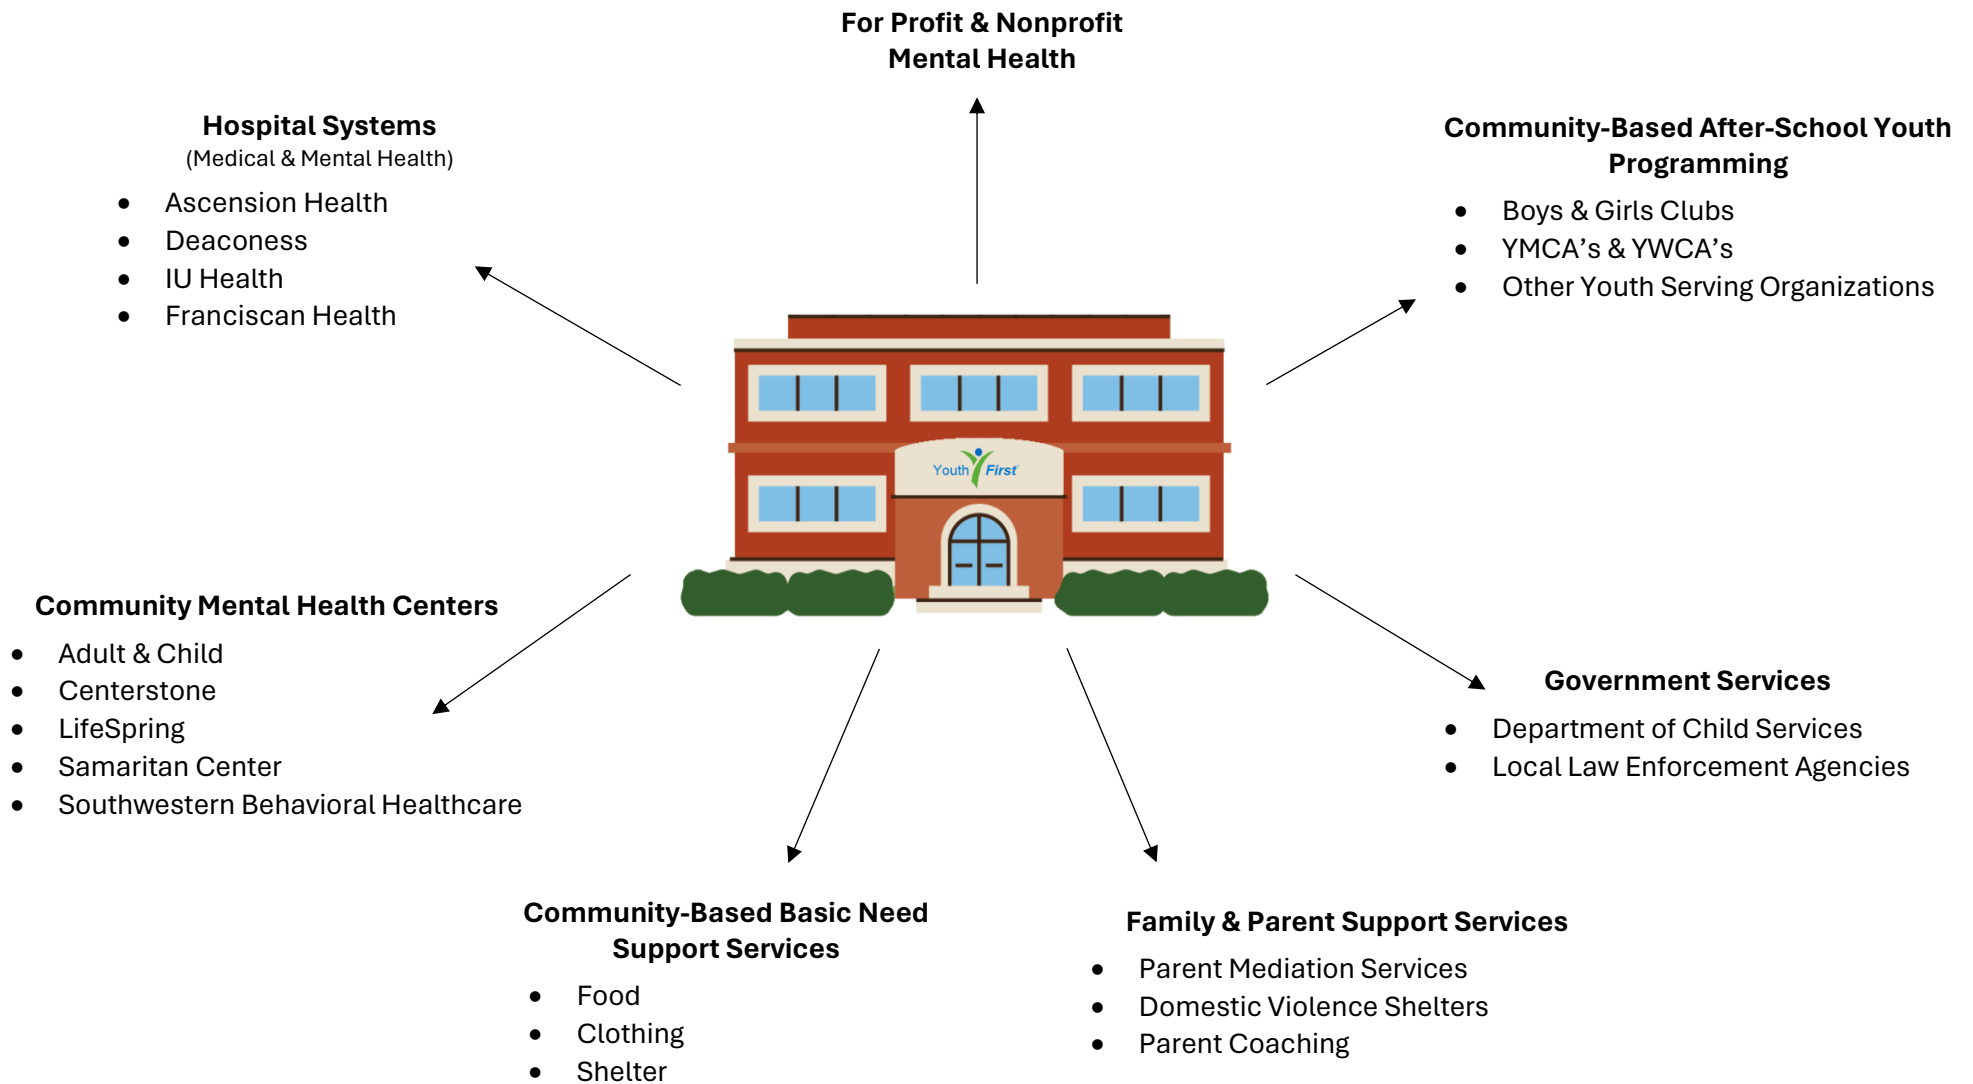 For Profit & Nonprofit
Mental Health
Hospital Systems
(Medical & Mental Health)
• Ascension Health
• Deaconess
• IU Health
• Franciscan Health
Community-Based After-School Youth
Programming
• Boys & Girls Clubs
• YMCA’s & YWCA’s
• Other Youth Serving Organizations
Youth First
Community Mental Health Centers
• Adult & Child
• Centerstone
• LifeSpring
• Samaritan Center
• Southwestern Behavioral Healthcare
Government Services
• Department of Child Services
• Local Law Enforcement Agencies
Community-Based Basic Need
Support Services
• Food
• Clothing
• Shelter
Family & Parent Support Services
• Parent Mediation Services
• Domestic Violence Shelters
• Parent Coaching